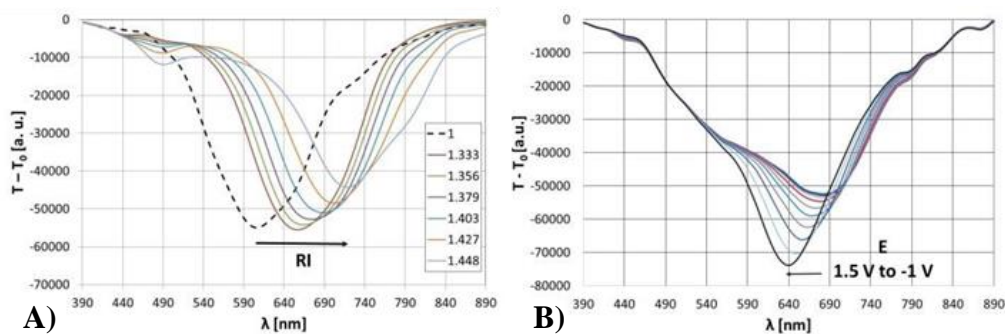 0
-10000
-20000
-30000
-40000
-50000
-60000
-70000
390 440 490 540 590 640 690 740 790 840 890
T – T0 [a. u.]
λ [nm]
RI
1
1.333
1.356
1.379
1.403
1.427
1.448
A)
0
-10000
-20000
-30000
-40000
-50000
-60000
-70000
-80000
390 440 490 540 590 640 690 740 790 840 890
T - T0 [a.u.]
λ [nm]
E
1.5 V to -1 V
B)